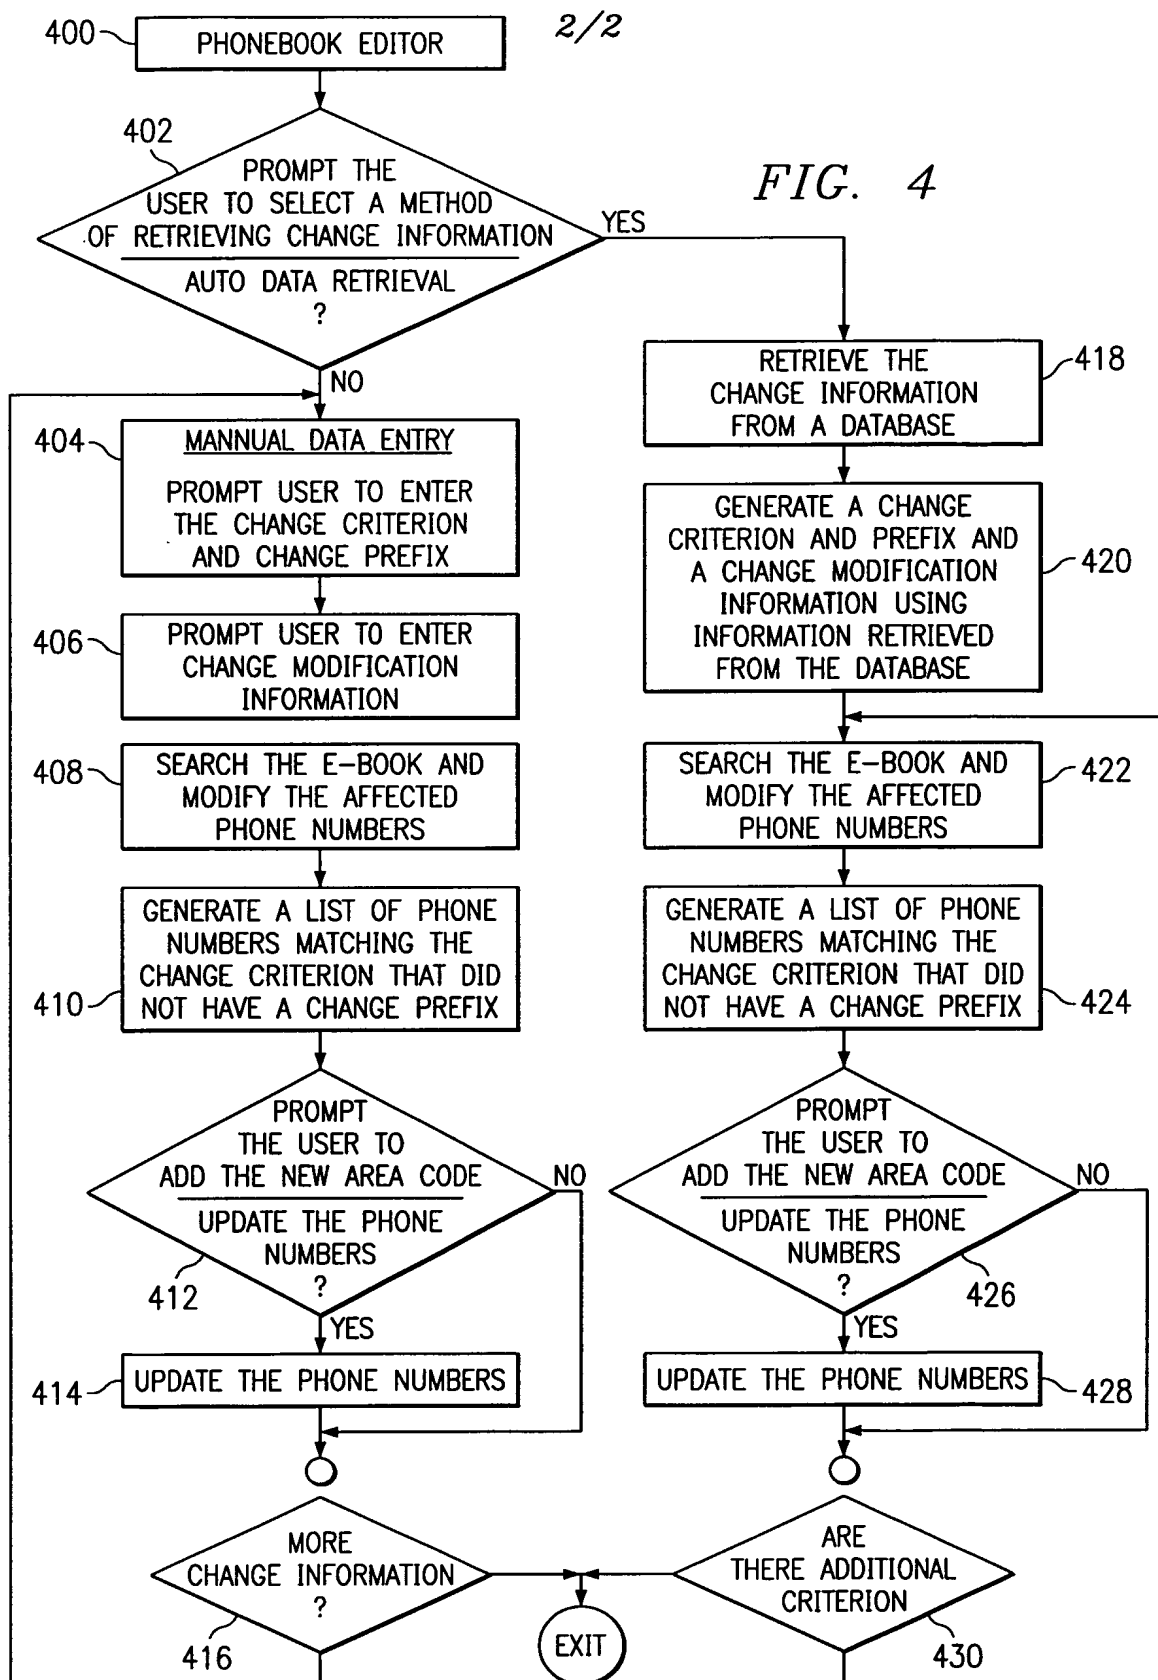 2/2
400
PHONEBOOK EDITOR
FIG. 4
402
PROMPT THE
USER TO SELECT A METHOD
OF RETRIEVING CHANGE INFORMATION
AUTO DATA RETRIEVAL
?
YES
NO
404
MANNUAL DATA ENTRY
PROMPT USER TO ENTER
THE CHANGE CRITERION
AND CHANGE PREFIX
406
PROMPT USER TO ENTER
CHANGE MODIFICATION
INFORMATION
408
SEARCH THE E-BOOK AND
MODIFY THE AFFECTED
PHONE NUMBERS
410
GENERATE A LIST OF PHONE
NUMBERS MATCHING THE
CHANGE CRITERION THAT DID
NOT HAVE A CHANGE PREFIX
PROMPT
THE USER TO
ADD THE NEW AREA CODE
UPDATE THE PHONE
NUMBERS
?
NO
412
YES
414
UPDATE THE PHONE NUMBERS
MORE
CHANGE INFORMATION
?
416
EXIT
RETRIEVE THE
CHANGE INFORMATION
FROM A DATABASE
418
GENERATE A CHANGE
CRITERION AND PREFIX AND
A CHANGE MODIFICATION
INFORMATION USING
INFORMATION RETRIEVED
FROM THE DATABASE
420
SEARCH THE E-BOOK AND
MODIFY THE AFFECTED
PHONE NUMBERS
422
GENERATE A LIST OF PHONE
NUMBERS MATCHING THE
CHANGE CRITERION THAT DID
NOT HAVE A CHANGE PREFIX
424
PROMPT
THE USER TO
ADD THE NEW AREA CODE
UPDATE THE PHONE
NUMBERS
?
NO
426
YES
UPDATE THE PHONE NUMBERS
428
ARE
THERE ADDITIONAL
CRITERION
430